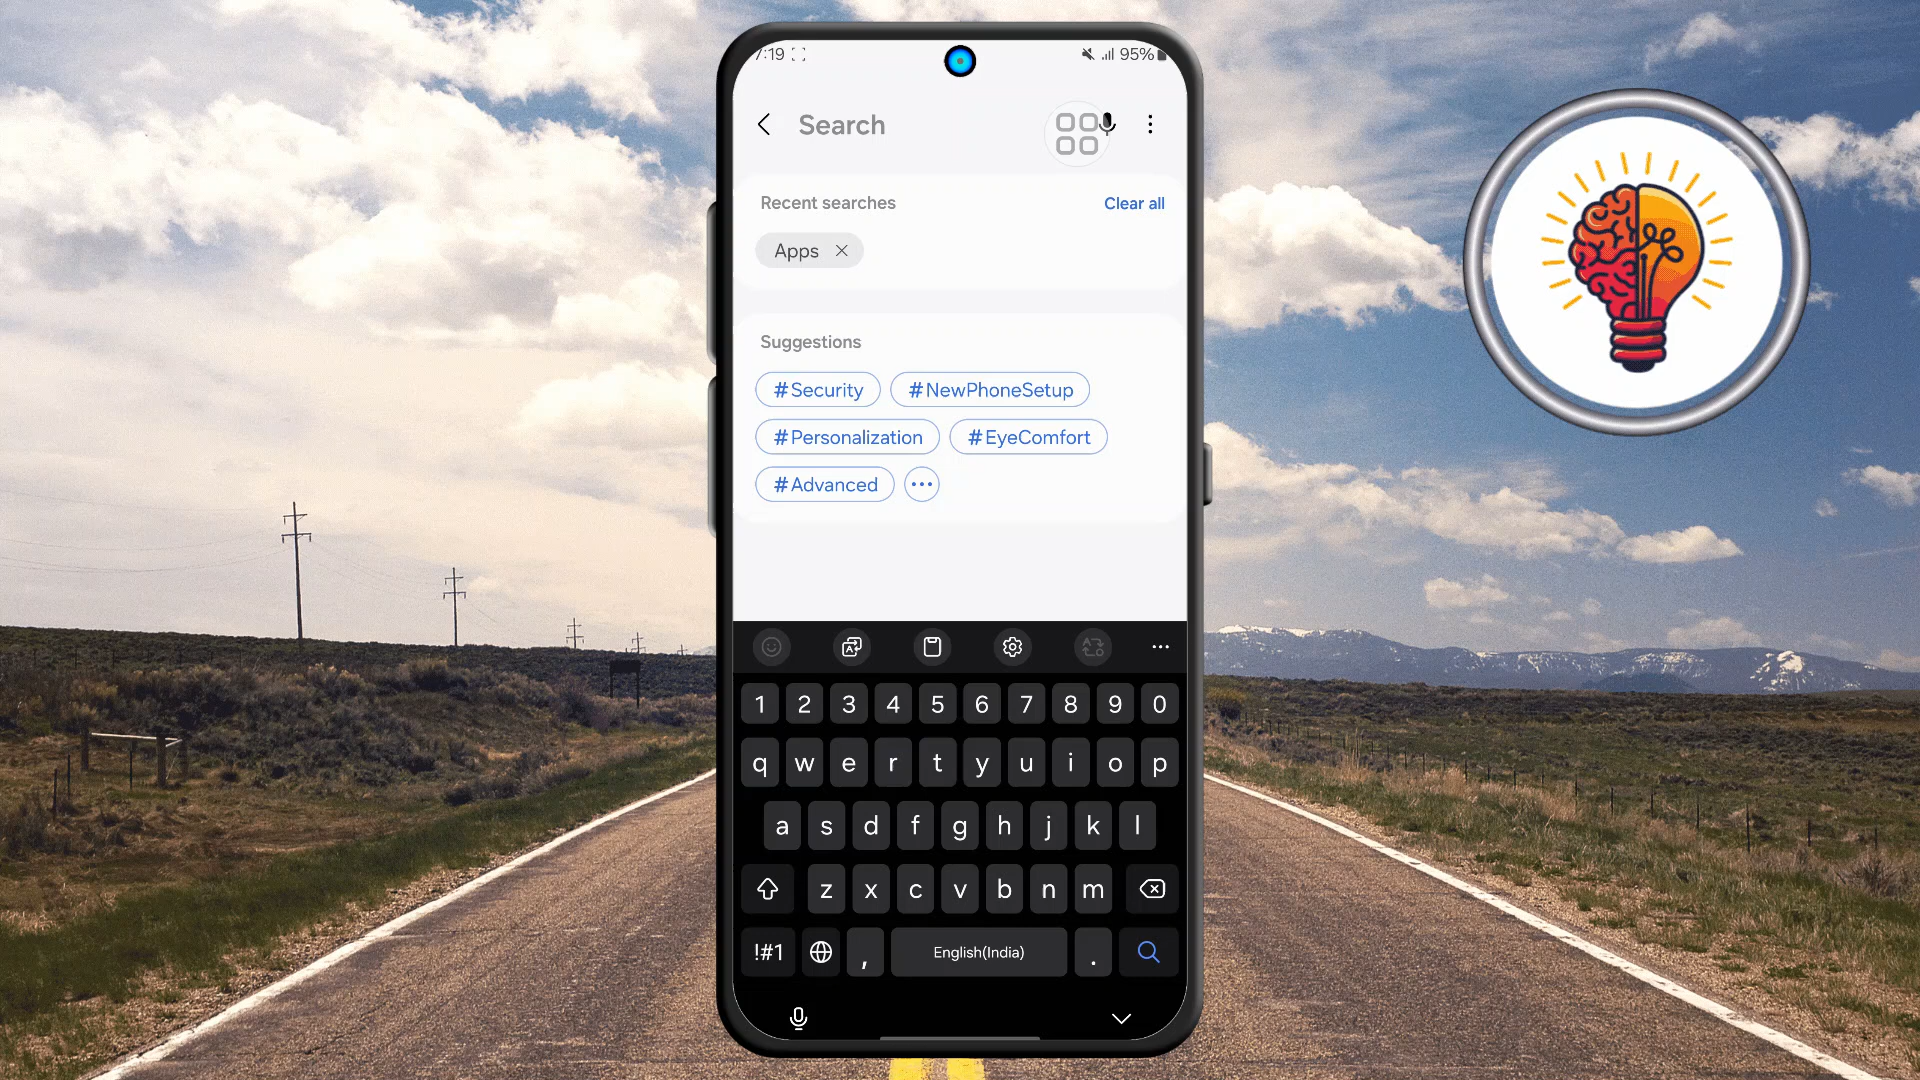 7:19 95%
Search
Recent searches Clear all
Apps
Suggestions
#Security #NewPhoneSetup
#Personalization #EyeComfort
#Advanced
1 2 3 4 5 6 7 8 9 0
q w e r t y u i o p
a s d f g h j k l
z x c v b n m
!#1 , English(India) .